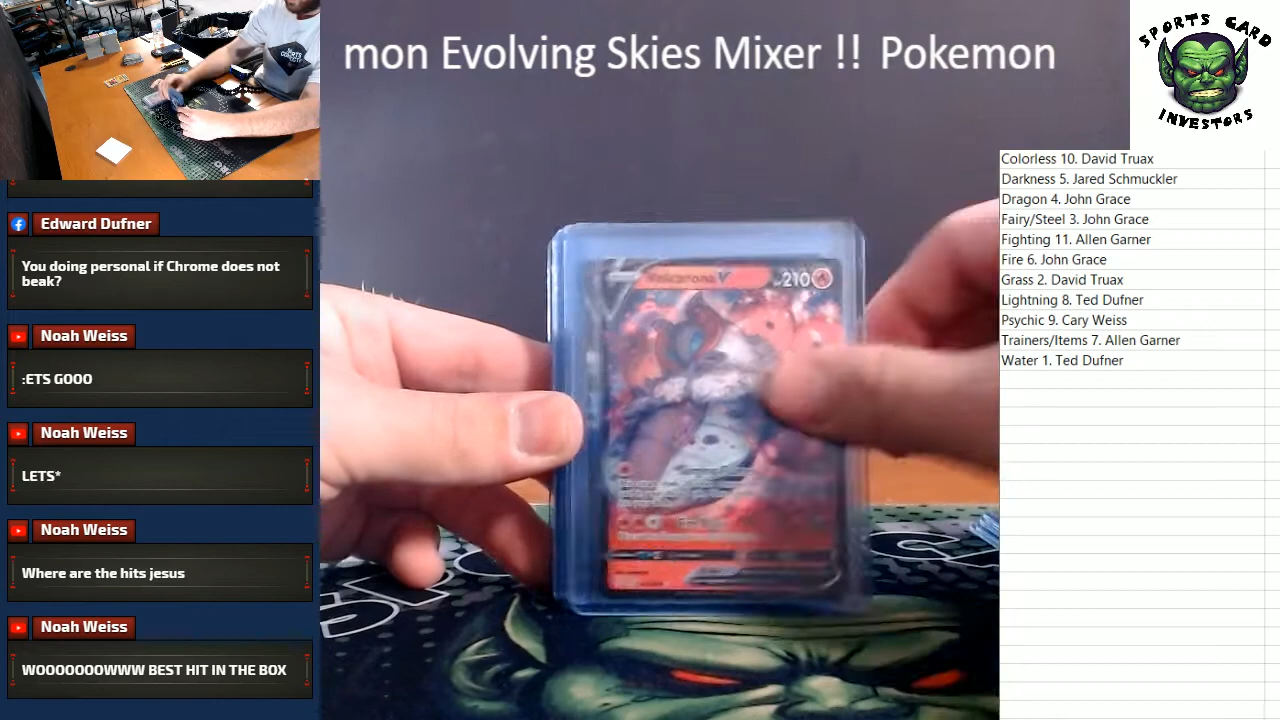 mon Evolving Skies Mixer !! Pokemon
SPORTS CARD
INVESTORS
Edward Dufner
You doing personal if Chrome does not
beak?
Noah Weiss
:ETS GOOO
Noah Weiss
LETS*
Noah Weiss
Where are the hits jesus
Noah Weiss
WOOOOOOOWWW BEST HIT IN THE BOX
Volcarona V
210
Colorless 10. David Truax
Darkness 5. Jared Schmuckler
Dragon 4. John Grace
Fairy/Steel 3. John Grace
Fighting 11. Allen Garner
Fire 6. John Grace
Grass 2. David Truax
Lightning 8. Ted Dufner
Psychic 9. Cary Weiss
Trainers/Items 7. Allen Garner
Water 1. Ted Dufner